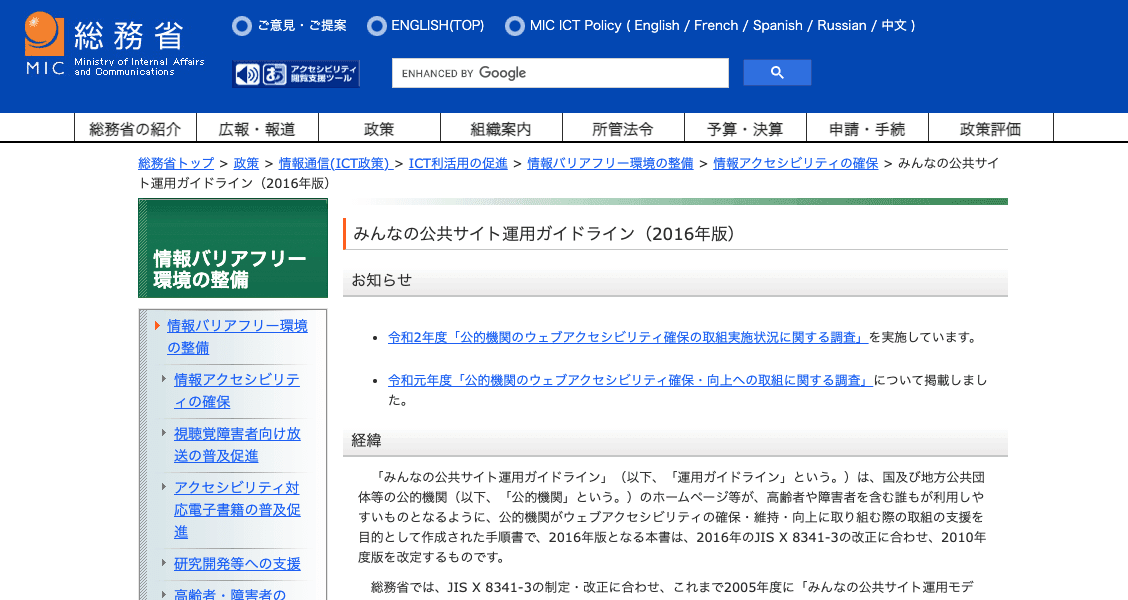 総務省
MIC
Ministry of Internal Affairs
and Communications
ご意見・ご提案
ENGLISH(TOP)
MIC ICT Policy ( English / French / Spanish / Russian / 中文 )
アクセシビリティ
閲覧支援ツール
ENHANCED BY Google
総務省の紹介
広報・報道
政策
組織案内
所管法令
予算・決算
申請・手続
政策評価
総務省トップ > 政策 > 情報通信(ICT政策) > ICT利活用の促進 > 情報バリアフリー環境の整備 > 情報アクセシビリティの確保 > みんなの公共サイ
ト運用ガイドライン（2016年版）
情報バリアフリー
環境の整備
情報バリアフリー環境
の整備
情報アクセシビリテ
ィの確保
視聴覚障害者向け放
送の普及促進
アクセシビリティ対
応電子書籍の普及促
進
研究開発等への支援
高齢者・障害者の
みんなの公共サイト運用ガイドライン（2016年版）
お知らせ
令和2年度「公的機関のウェブアクセシビリティ確保の取組実施状況に関する調査」を実施しています。
令和元年度「公的機関のウェブアクセシビリティ確保・向上への取組に関する調査」について掲載しまし
た。
経緯
「みんなの公共サイト運用ガイドライン」（以下、「運用ガイドライン」という。）は、国及び地方公共団
体等の公的機関（以下、「公的機関」という。）のホームページ等が、高齢者や障害者を含む誰もが利用しや
すいものとなるように、公的機関がウェブアクセシビリティの確保・維持・向上に取り組む際の取組の支援を
目的として作成された手順書で、2016年版となる本書は、2016年のJIS X 8341-3の改正に合わせ、2010年
度版を改定するものです。
総務省では、JIS X 8341-3の制定・改正に合わせ、これまで2005年度に「みんなの公共サイト運用モデ